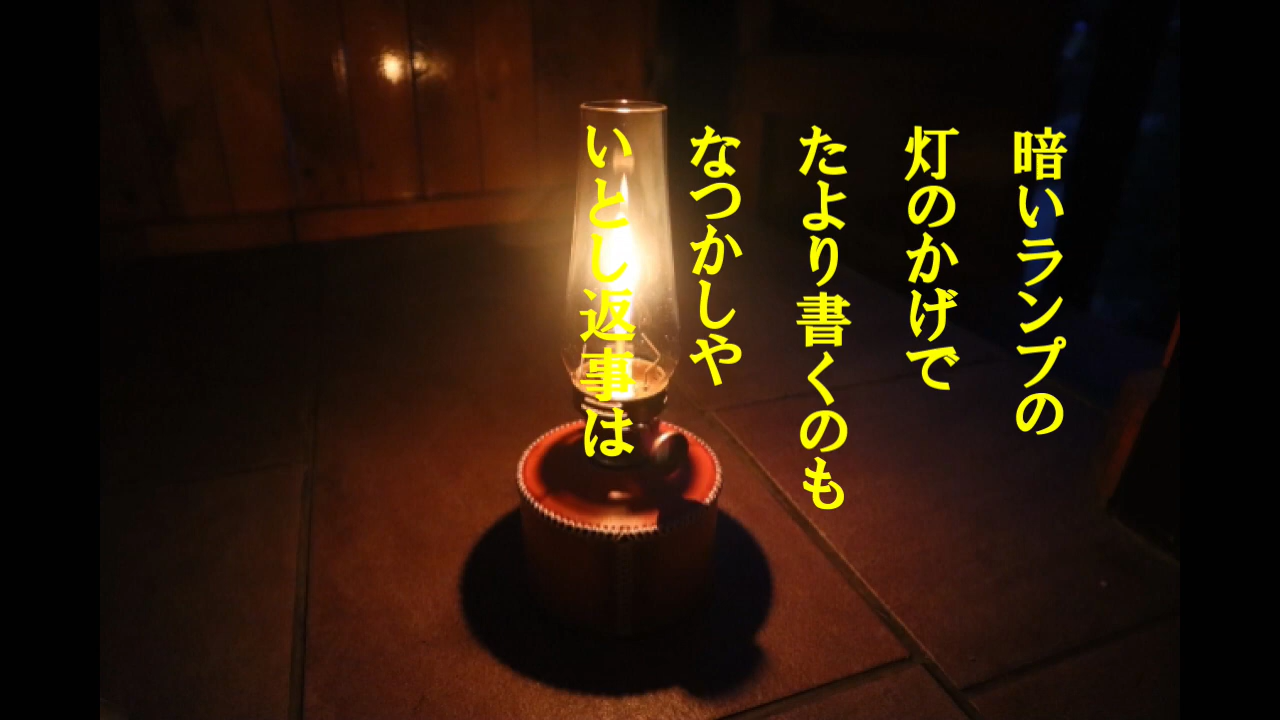 暗いランプの
灯のかげで
たより書くのも
なつかしや
いとし返事は